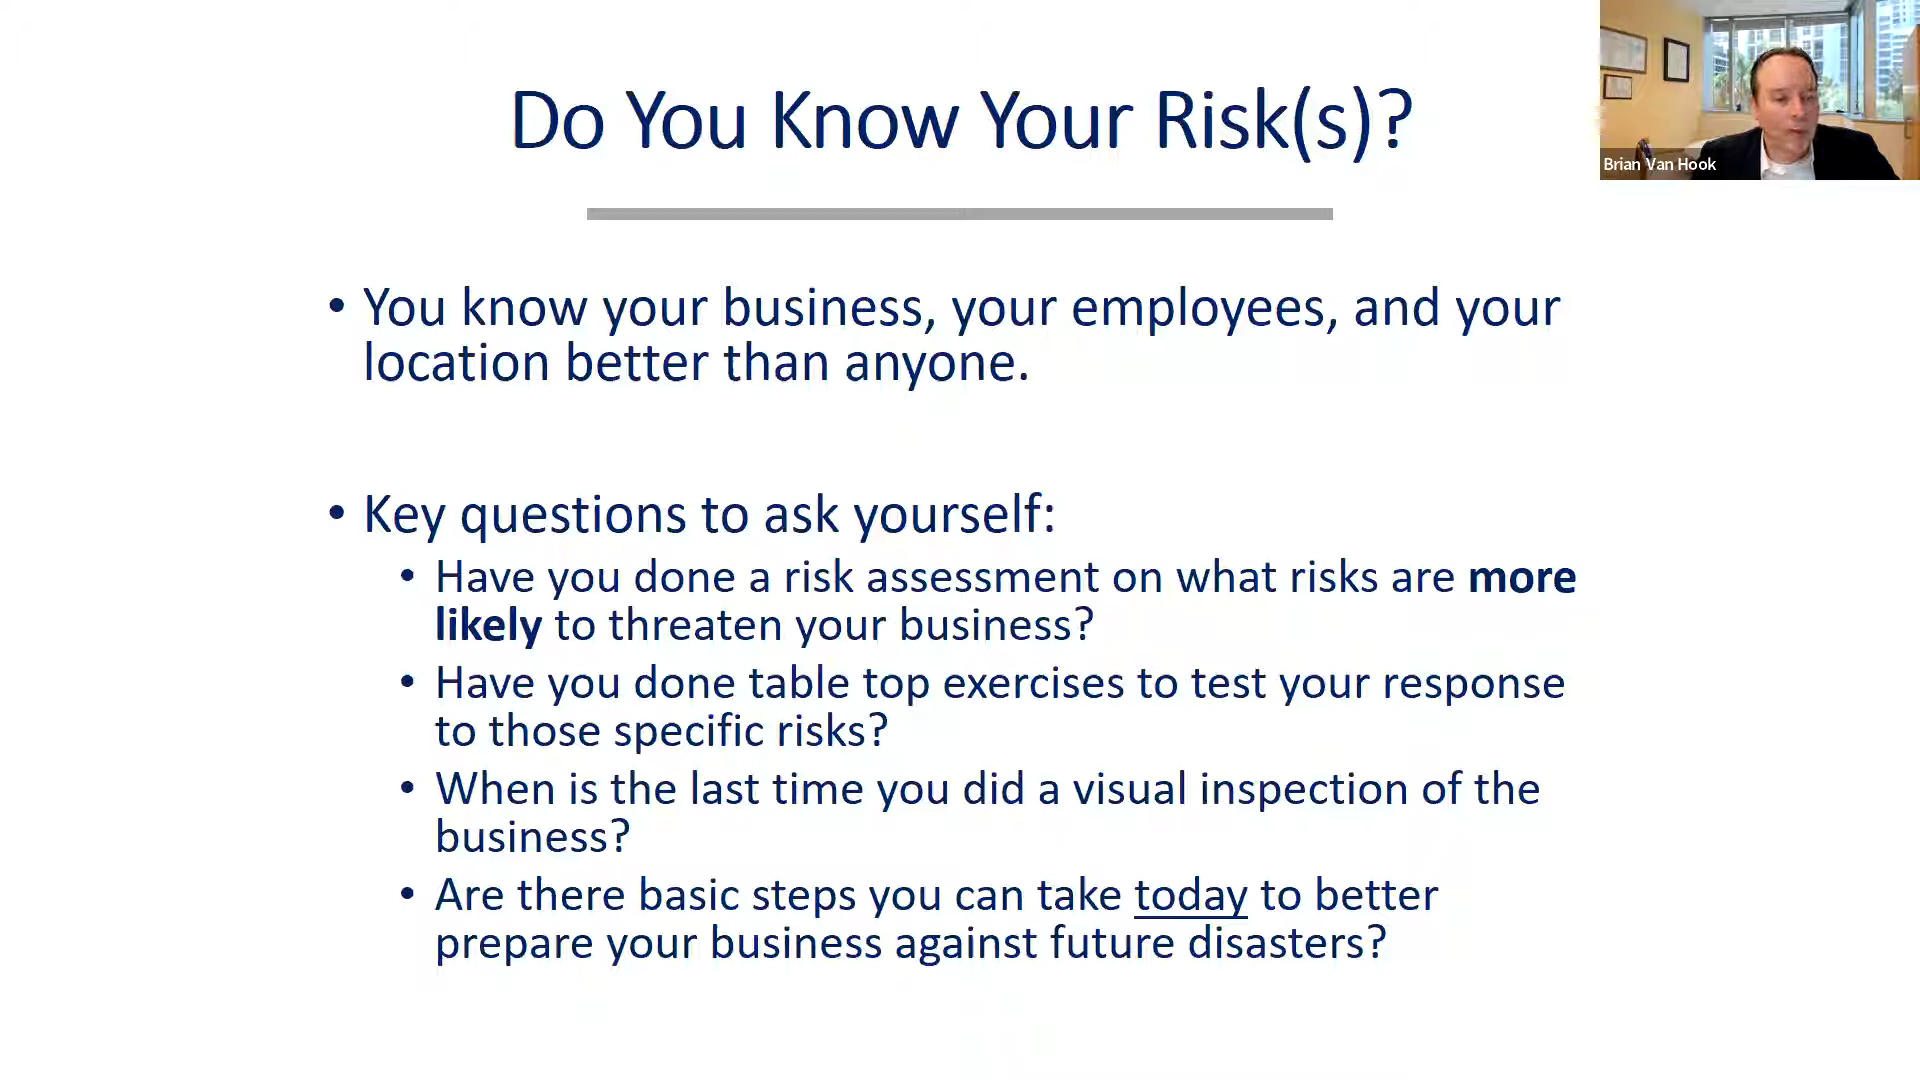 Do You Know Your Risk(s)?
Brian Van Hook
• You know your business, your employees, and your
location better than anyone.
• Key questions to ask yourself:
• Have you done a risk assessment on what risks are more
likely to threaten your business?
• Have you done table top exercises to test your response
to those specific risks?
• When is the last time you did a visual inspection of the
business?
• Are there basic steps you can take today to better
prepare your business against future disasters?